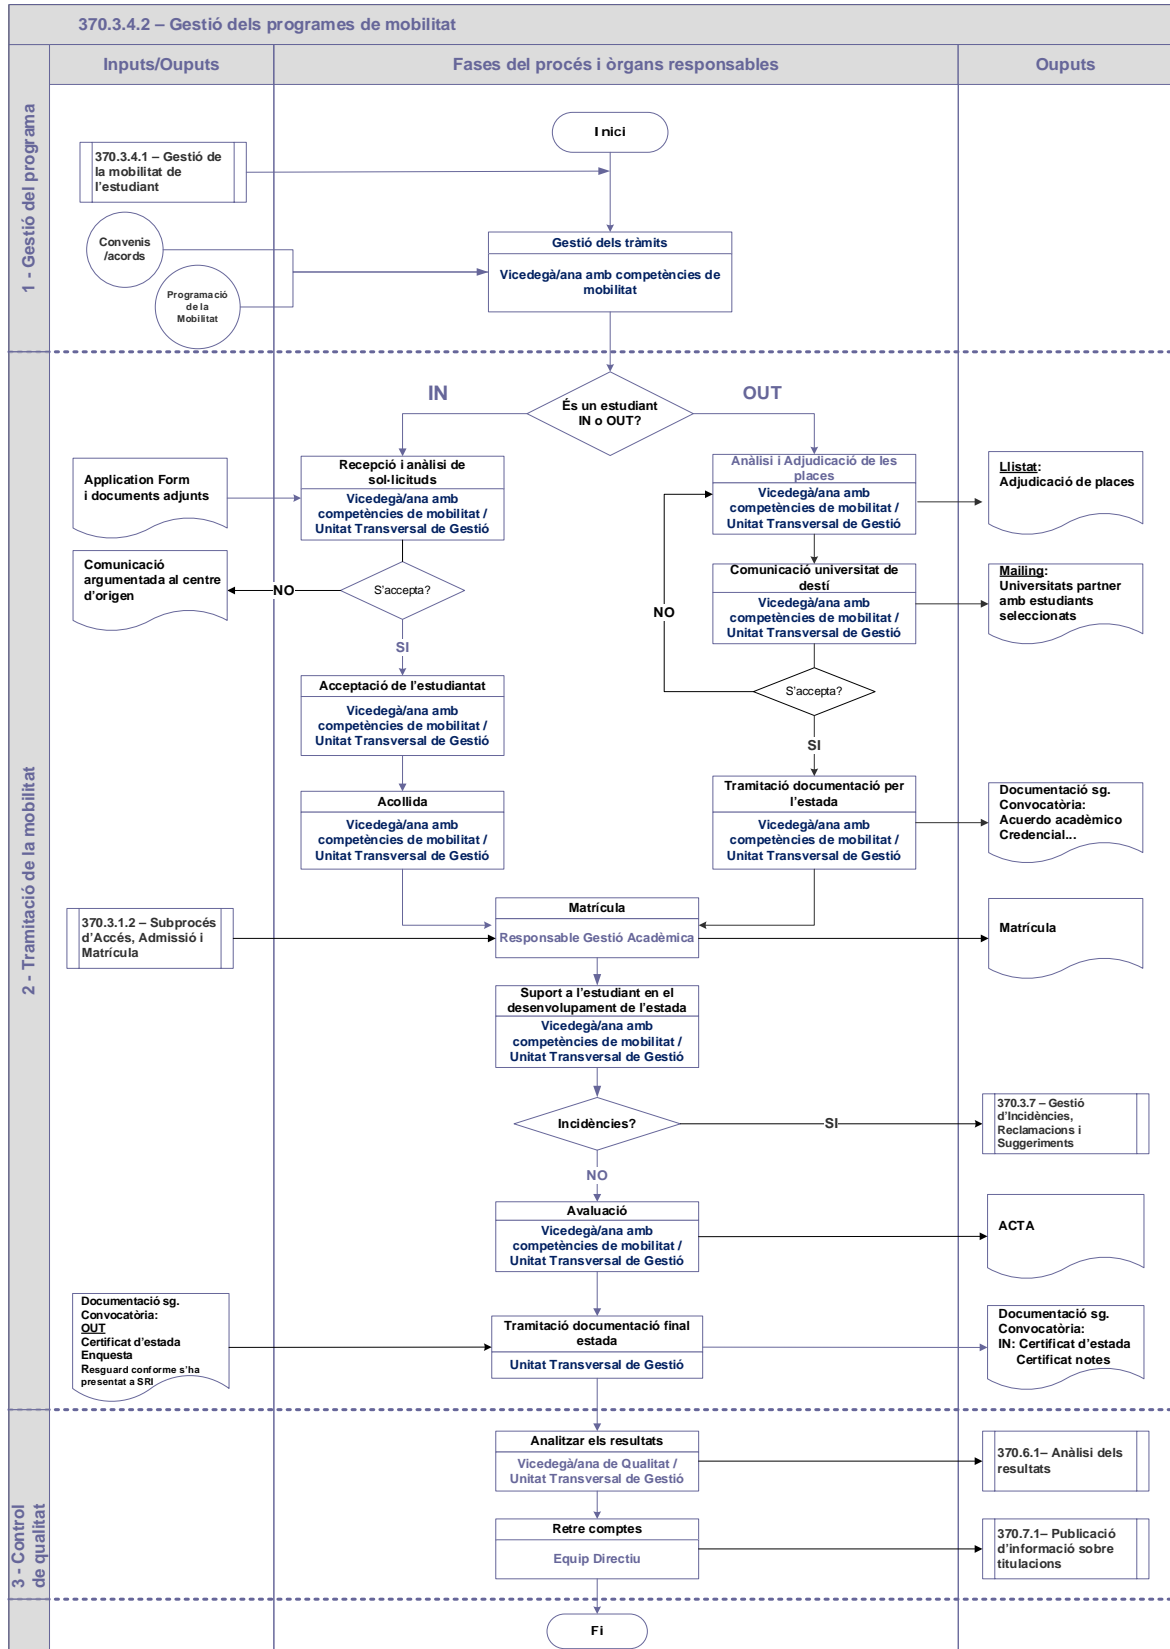 370.3.4.2 – Gestió dels programes de mobilitat
Inputs/Ouputs
Fases del procés i òrgans responsables
Ouputs
1 - Gestió del programa
Inici
370.3.4.1 – Gestió de
la mobilitat de
l'estudiant
Convenis
/acords
Programació
de la
Mobilitat
Gestió dels tràmits
Vicedegà/ana amb competències de
mobilitat
2 - Tramitació de la mobilitat
És un estudiant
IN o OUT?
IN
OUT
Application Form
i documents adjunts
Recepció i anàlisi de
sol·licituds
Vicedegà/ana amb
competències de mobilitat /
Unitat Transversal de Gestió
Anàlisi i Adjudicació de les
places
Vicedegà/ana amb
competències de mobilitat /
Unitat Transversal de Gestió
Llistat:
Adjudicació de places
Comunicació
argumentada al centre
d'origen
NO
S'accepta?
SI
Comunicació universitat de
destí
Vicedegà/ana amb
competències de mobilitat /
Unitat Transversal de Gestió
Mailing:
Universitats partner
amb estudiants
seleccionats
NO
S'accepta?
SI
Acceptació de l'estudiantat
Vicedegà/ana amb
competències de mobilitat /
Unitat Transversal de Gestió
Acollida
Vicedegà/ana amb
competències de mobilitat /
Unitat Transversal de Gestió
Tramitació documentació per
l'estada
Vicedegà/ana amb
competències de mobilitat /
Unitat Transversal de Gestió
Documentació sg.
Convocatòria:
Acuerdo acadèmico
Credencial...
370.3.1.2 – Subprocés
d'Accés, Admissió i
Matrícula
Matrícula
Responsable Gestió Acadèmica
Matrícula
Suport a l'estudiant en el
desenvolupament de l'estada
Vicedegà/ana amb
competències de mobilitat /
Unitat Transversal de Gestió
Incidències?
SI
370.3.7 – Gestió
d'Incidències,
Reclamacions i
Suggeriments
NO
Avaluació
Vicedegà/ana amb
competències de mobilitat /
Unitat Transversal de Gestió
ACTA
Documentació sg.
Convocatòria:
OUT
Certificat d'estada
Enquesta
Resguard conforme s'ha
presentat a SRI
Tramitació documentació final
estada
Unitat Transversal de Gestió
Documentació sg.
Convocatòria:
IN: Certificat d'estada
Certificat notes
3 - Control
de qualitat
Analitzar els resultats
Vicedegà/ana de Qualitat /
Unitat Transversal de Gestió
370.6.1– Anàlisi dels
resultats
Retre comptes
Equip Directiu
370.7.1– Publicació
d'informació sobre
titulacions
Fi